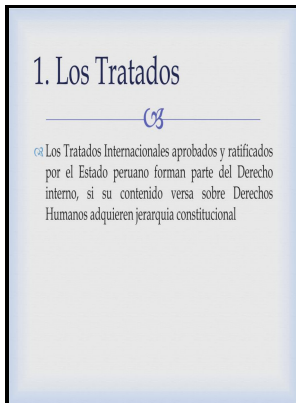 1. Los Tratados
Los Tratados Internacionales aprobados y ratificados
por el Estado peruano forman parte del Derecho
interno, si su contenido versa sobre Derechos
Humanos adquieren jerarquia constitucional